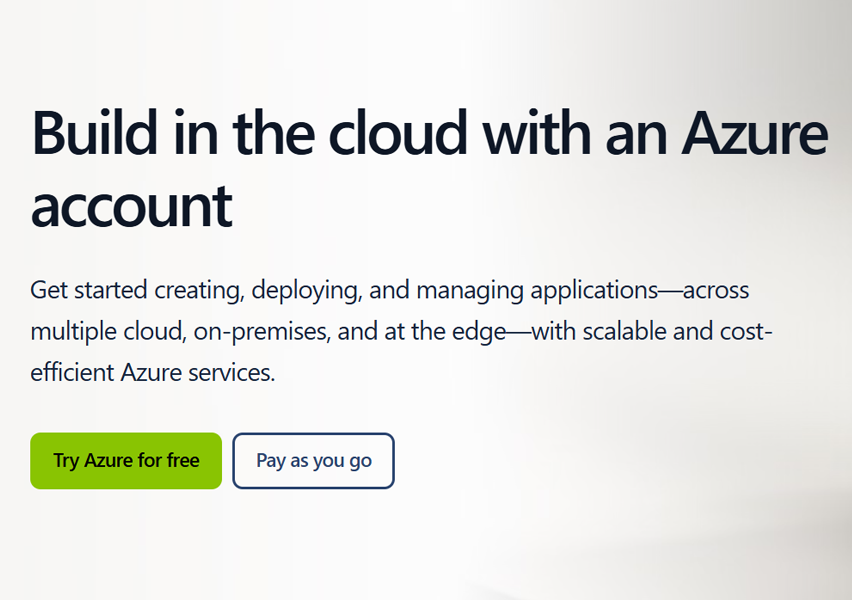 Build in the cloud with an Azure
account
Get started creating, deploying, and managing applications—across
multiple cloud, on-premises, and at the edge—with scalable and cost-
efficient Azure services.
Try Azure for free
Pay as you go